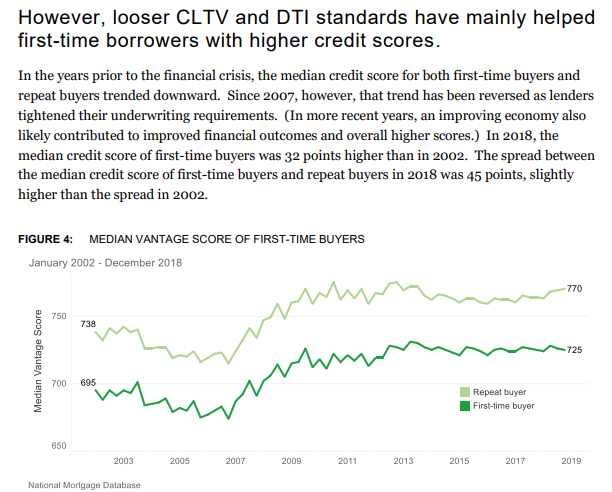 However, looser CLTV and DTI standards have mainly helped
first-time borrowers with higher credit scores.
In the years prior to the financial crisis, the median credit score for both first-time buyers and
repeat buyers trended downward.  Since 2007, however, that trend has been reversed as lenders
tightened their underwriting requirements.  (In more recent years, an improving economy also
likely contributed to improved financial outcomes and overall higher scores.)  In 2018, the
median credit score of first-time buyers was 32 points higher than in 2002.  The spread between
the median credit score of first-time buyers and repeat buyers in 2018 was 45 points, slightly
higher than the spread in 2002.
FIGURE 4: MEDIAN VANTAGE SCORE OF FIRST-TIME BUYERS
January 2002 - December 2018
Median Vantage Score
750
700
650
738
695
770
725
Repeat buyer
First-time buyer
2003 2005 2007 2009 2011 2013 2015 2017 2019
National Mortgage Database